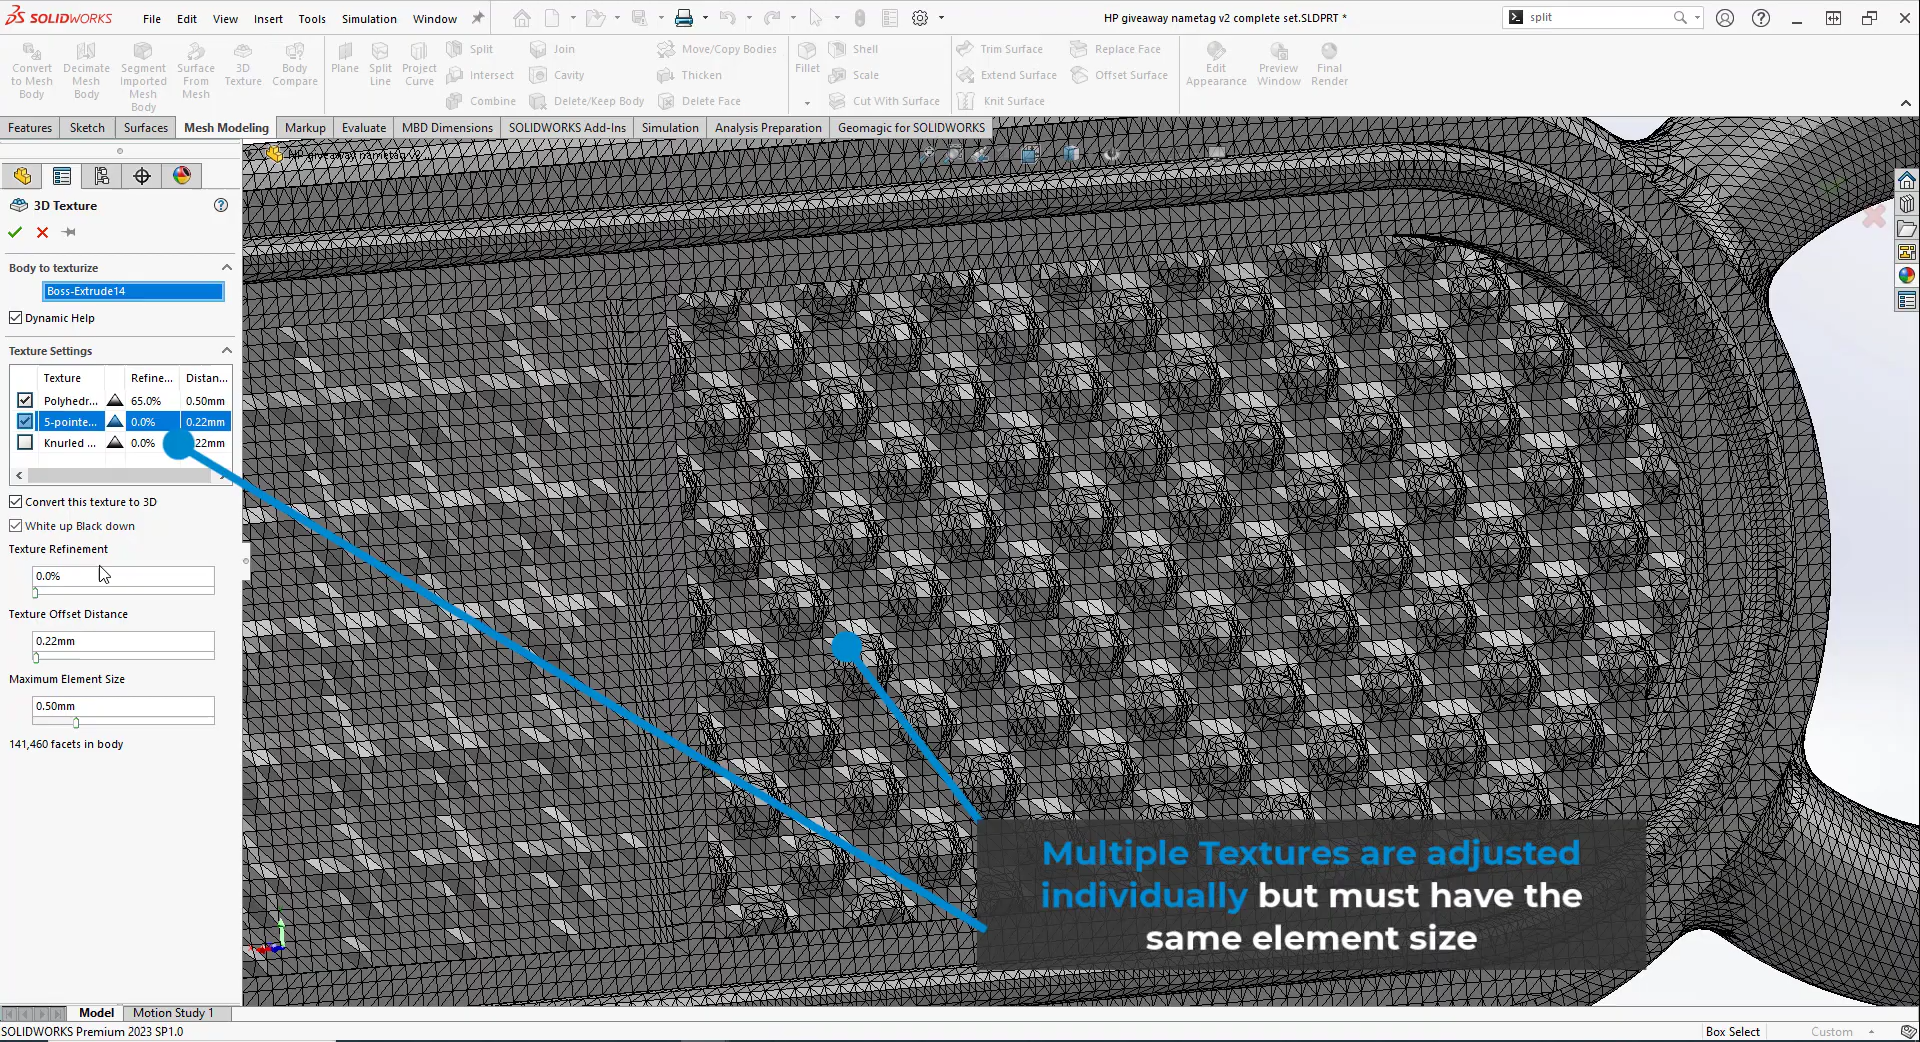 SOLIDWORKS File Edit View Insert Tools Simulation Window HP giveaway nametag v2 complete set.SLDPRT * split
Convert to Mesh Body
Decimate Mesh Body
Segment Imported Mesh Body
Surface From Mesh
3D Texture
Body Compare
Plane
Split Line
Project Curve
Split
Intersect
Combine
Join
Cavity
Delete/Keep Body
Move/Copy Bodies
Thicken
Delete Face
Fillet
Shell
Scale
Cut With Surface
Trim Surface
Extend Surface
Knit Surface
Replace Face
Offset Surface
Edit Appearance
Preview Window
Final Render
Features Sketch Surfaces Mesh Modeling Markup Evaluate MBD Dimensions SOLIDWORKS Add-Ins Simulation Analysis Preparation Geomagic for SOLIDWORKS
HP giveaway nametag v2 ...
3D Texture
Body to texturize
Boss-Extrude14
Dynamic Help
Texture Settings
Texture Refine... Distan...
Polyhedr... 65.0% 0.50mm
5-pointe... 0.0% 0.22mm
Knurled ... 0.0% 22mm
Convert this texture to 3D
White up Black down
Texture Refinement
0.0%
Texture Offset Distance
0.22mm
Maximum Element Size
0.50mm
141,460 facets in body
Multiple Textures are adjusted
individually but must have the
same element size
Model Motion Study 1
SOLIDWORKS Premium 2023 SP1.0 Box Select Custom